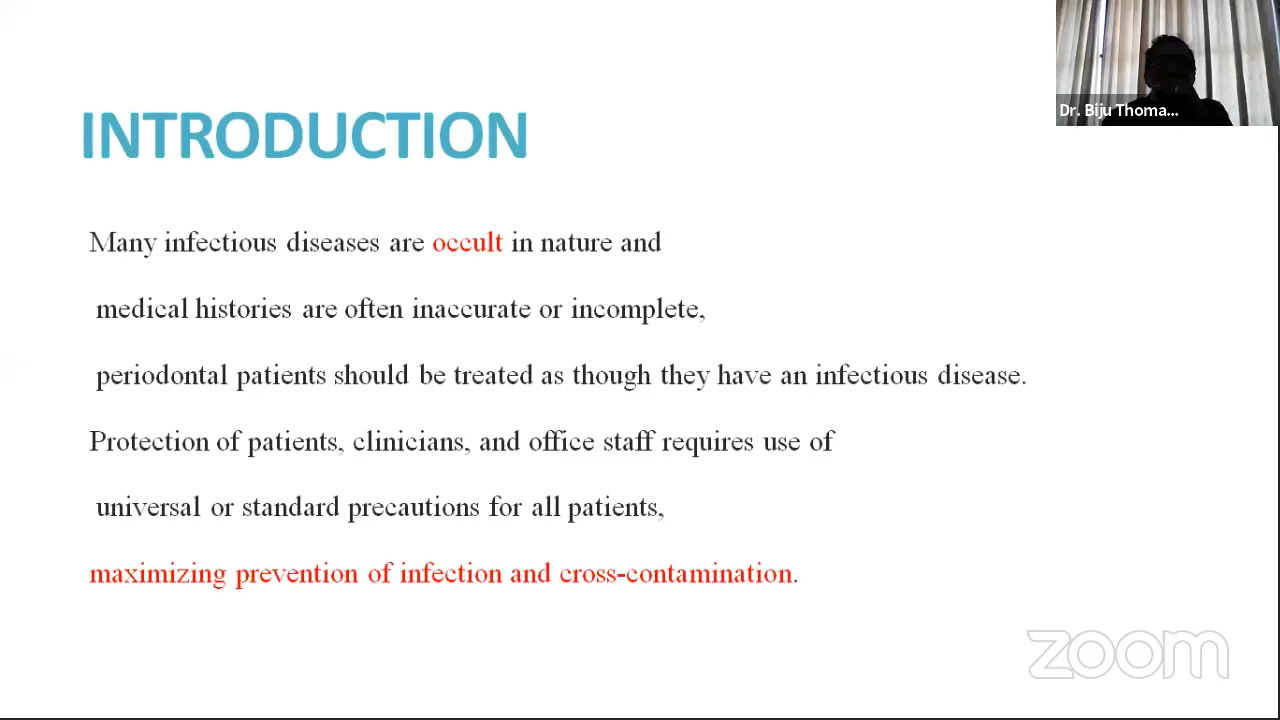 INTRODUCTION
Many infectious diseases are occult in nature and
medical histories are often inaccurate or incomplete,
periodontal patients should be treated as though they have an infectious disease.
Protection of patients, clinicians, and office staff requires use of
universal or standard precautions for all patients,
maximizing prevention of infection and cross-contamination.
Dr. Biju Thoma...
zoom